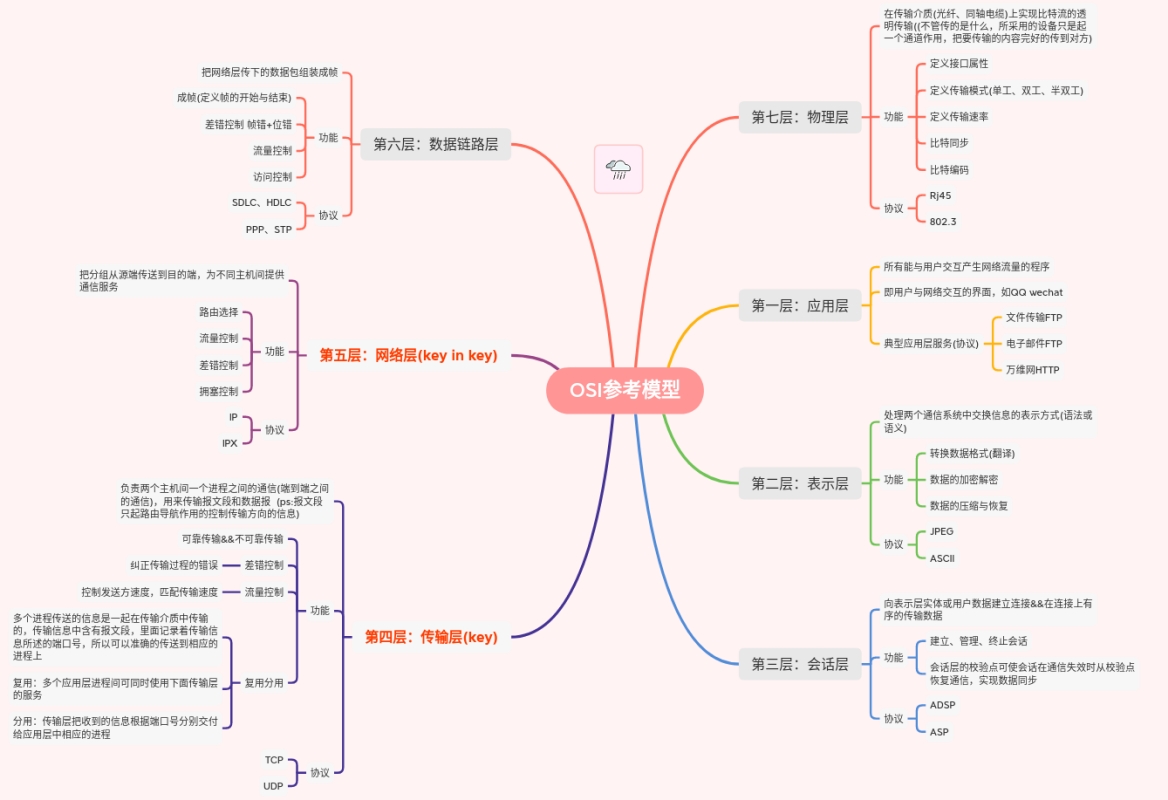 OSI参考模型
第七层：物理层
在传输介质(光纤、同轴电缆)上实现比特流的透
明传输((不管传的是什么，所采用的设备只是起
一个通道作用，把要传输的内容完好的传到对方)
功能
定义接口属性
定义传输模式(单工、双工、半双工)
定义传输速率
比特同步
比特编码
协议
Rj45
802.3
第一层：应用层
所有能与用户交互产生网络流量的程序
即用户与网络交互的界面，如QQ wechat
典型应用层服务(协议)
文件传输FTP
电子邮件FTP
万维网HTTP
第二层：表示层
处理两个通信系统中交换信息的表示方式(语法或
语义)
功能
转换数据格式(翻译)
数据的加密解密
数据的压缩与恢复
协议
JPEG
ASCII
第三层：会话层
向表示层实体或用户数据建立连接&&在连接上有
序的传输数据
功能
建立、管理、终止会话
会话层的校验点可使会话在通信失效时从校验点
恢复通信，实现数据同步
协议
ADSP
ASP
第六层：数据链路层
把网络层传下的数据包组装成帧
功能
成帧(定义帧的开始与结束)
差错控制 帧错+位错
流量控制
访问控制
协议
SDLC、HDLC
PPP、STP
第五层：网络层(key in key)
把分组从源端传送到目的端，为不同主机间提供
通信服务
功能
路由选择
流量控制
差错控制
拥塞控制
协议
IP
IPX
第四层：传输层(key)
负责两个主机间一个进程之间的通信(端到端之间
的通信)，用来传输报文段和数据报（ps:报文段
只起路由导航作用的控制传输方向的信息)
功能
可靠传输&&不可靠传输
差错控制
纠正传输过程的错误
流量控制
控制发送方速度，匹配传输速度
复用分用
多个进程传送的信息是一起在传输介质中传输
的，传输信息中含有报文段，里面记录着传输信
息所述的端口号，所以可以准确的传送到相应的
进程上
复用：多个应用层进程间可同时使用下面传输层
的服务
分用：传输层把收到的信息根据端口号分别交付
给应用层中相应的进程
协议
TCP
UDP